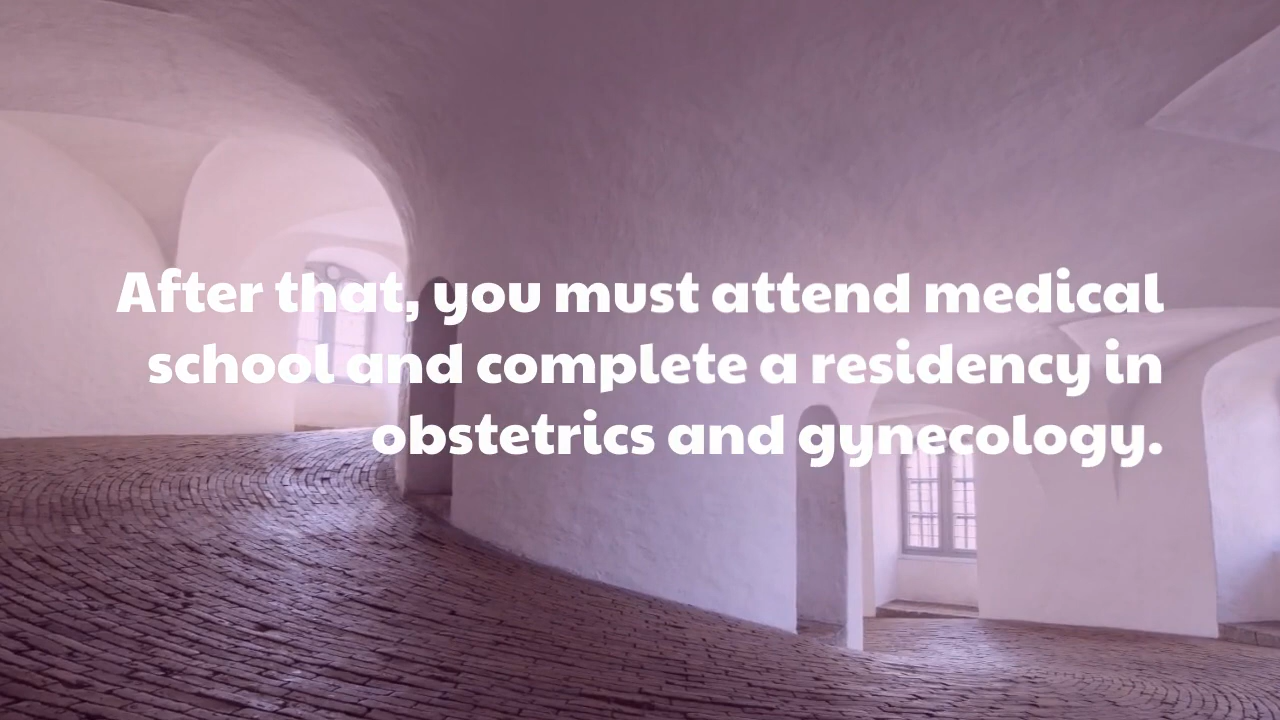 After that, you must attend medical
school and complete a residency in
obstetrics and gynecology.